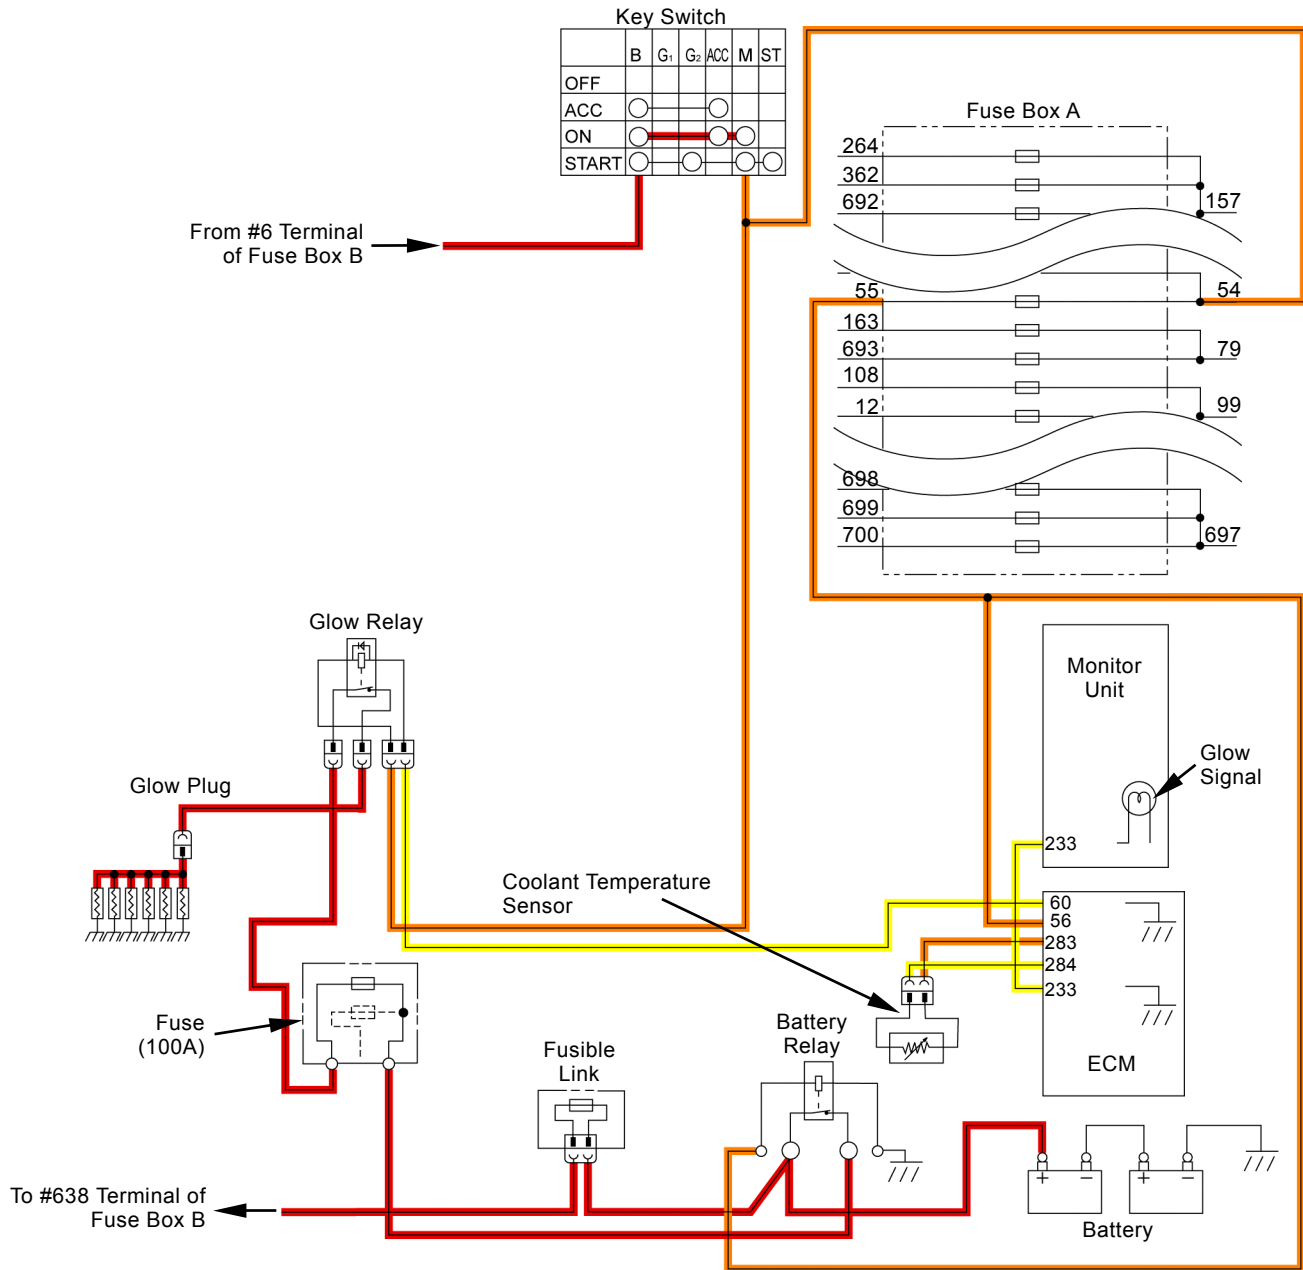 Key Switch
B G₁ G₂ ACC M ST
OFF
ACC
ON
START
From #6 Terminal
of Fuse Box B
Fuse Box A
264
362
692
157
55
54
163
693
79
108
12
99
698
699
700
697
Glow Relay
Monitor
Unit
Glow
Signal
Glow Plug
233
Coolant Temperature
Sensor
60
56
283
284
233
ECM
Fuse
(100A)
Fusible
Link
Battery
Relay
+ − + −
Battery
To #638 Terminal of
Fuse Box B